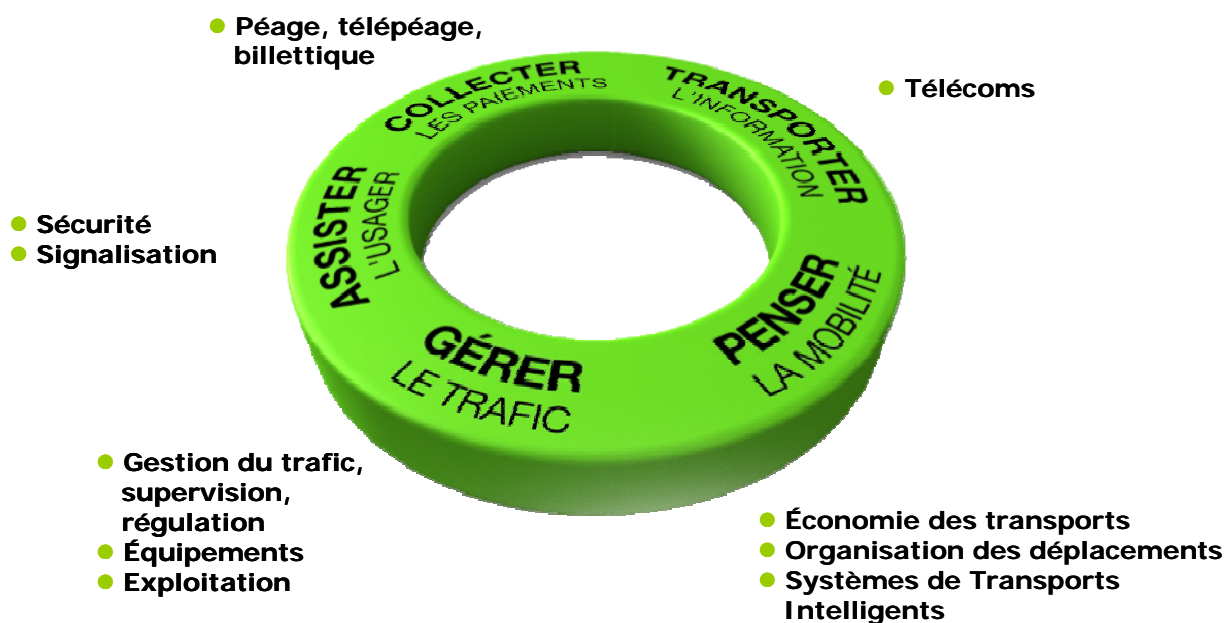 ● Péage, télépéage,
billettique
COLLECTER
LES PAIEMENTS
TRANSPORTER
L'INFORMATION
● Télécoms
ASSISTER
L'USAGER
● Sécurité
● Signalisation
PENSER
LA MOBILITÉ
GÉRER
LE TRAFIC
● Gestion du trafic,
supervision,
régulation
● Équipements
● Exploitation
● Économie des transports
● Organisation des déplacements
● Systèmes de Transports
Intelligents